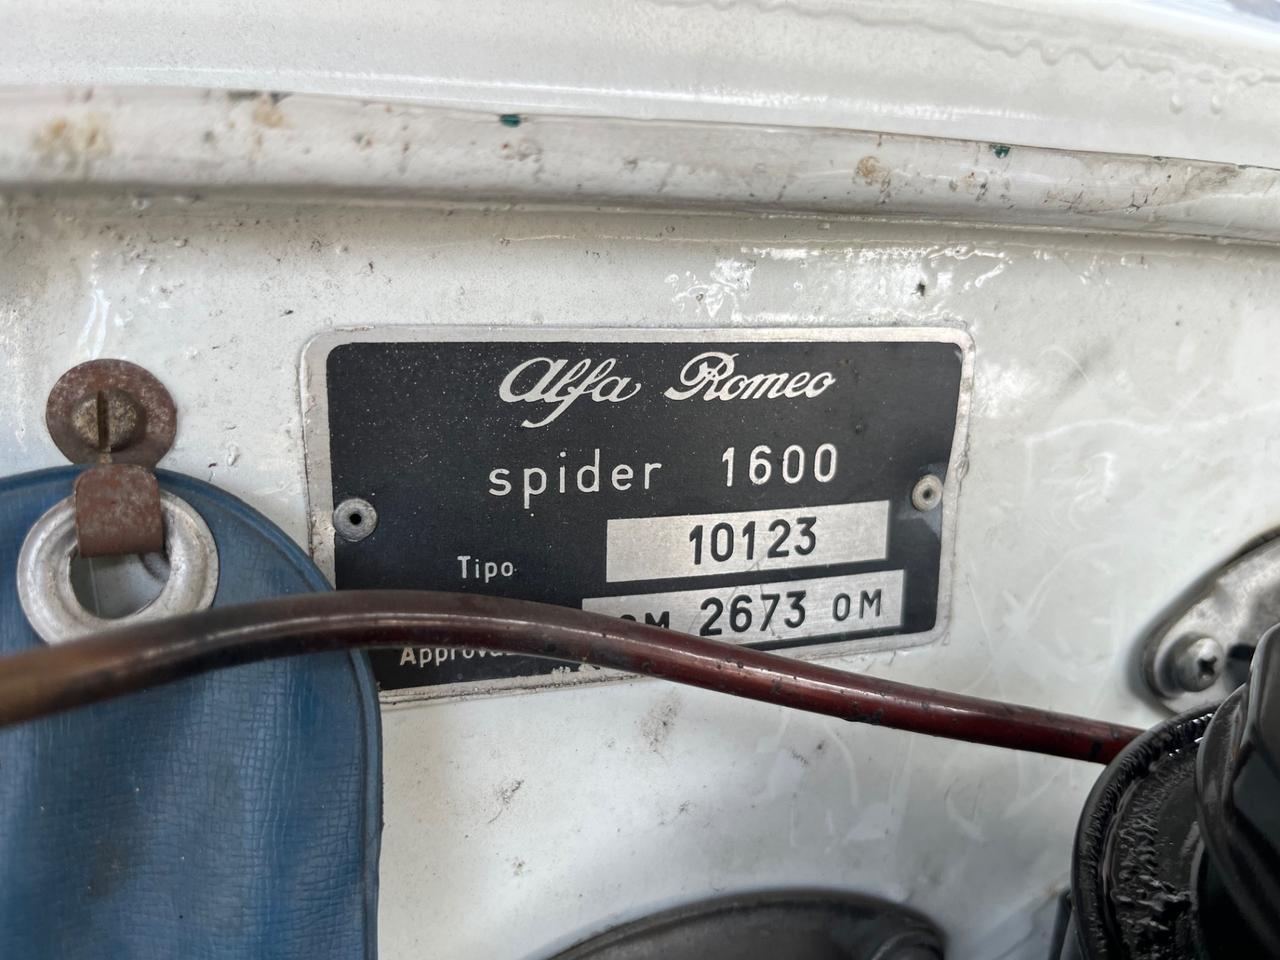 Alfa Romeo
spider 1600
Tipo 10123
2673 OM